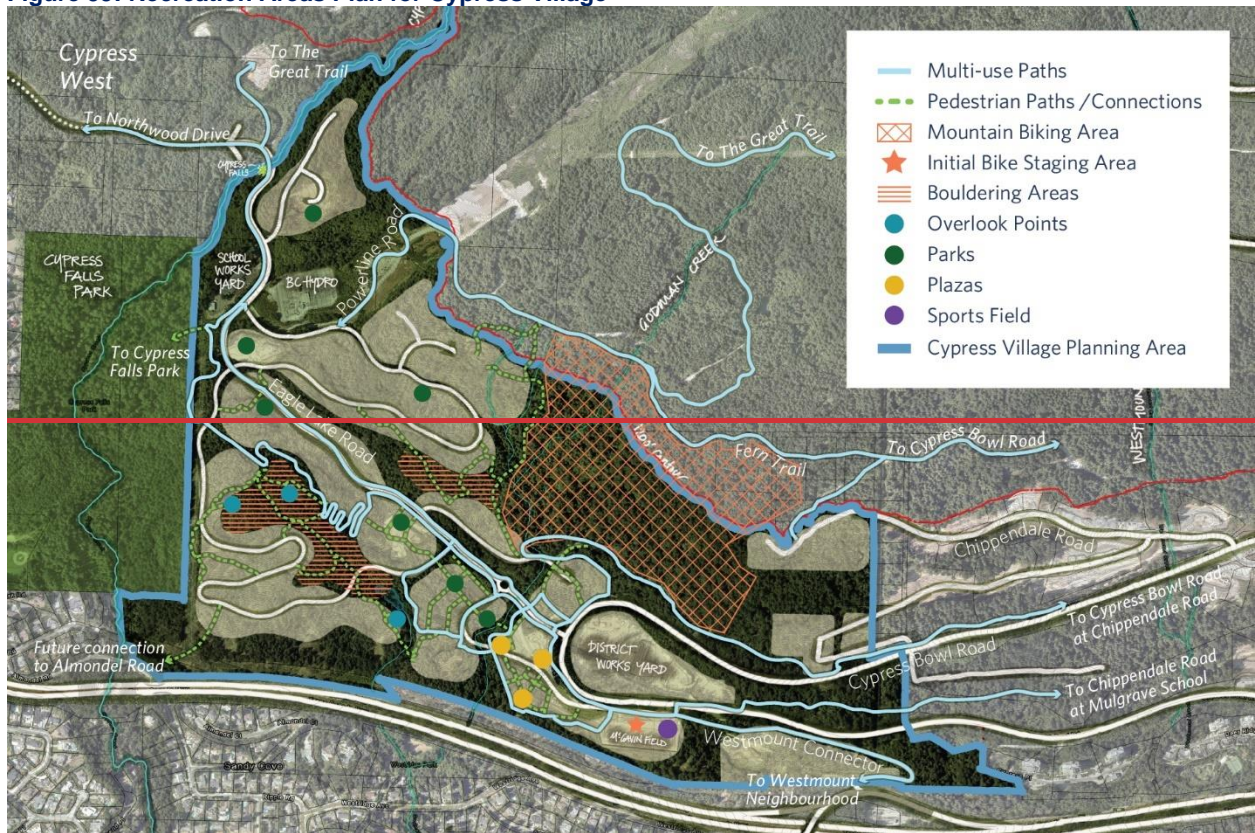 Figure 35: Recreation Areas Plan for Cypress Village
Cypress
West
To The
Great Trail
To Northwood Drive
CYPRESS
FALLS
To The Great Trail
Multi-use Paths
Pedestrian Paths /Connections
Mountain Biking Area
Initial Bike Staging Area
Bouldering Areas
Overlook Points
Parks
Plazas
Sports Field
Cypress Village Planning Area
CYPRESS
FALLS
PARK
SCHOOL
WORKS
YARD
BC HYDRO
Powerline Road
GODMAN CREEK
To Cypress
Falls Park
Eagle Lake Road
Fern Trail
To Cypress Bowl Road
Chippendale Road
To Cypress Bowl Road
at Chippendale Road
Cypress Bowl Road
DISTRICT
WORKS YARD
To Chippendale Road
at Mulgrave School
Future connection
to Almondel Road
McGAVIN FIELD
Westmount Connector
To Westmount
Neighbourhood
Sandy Cove